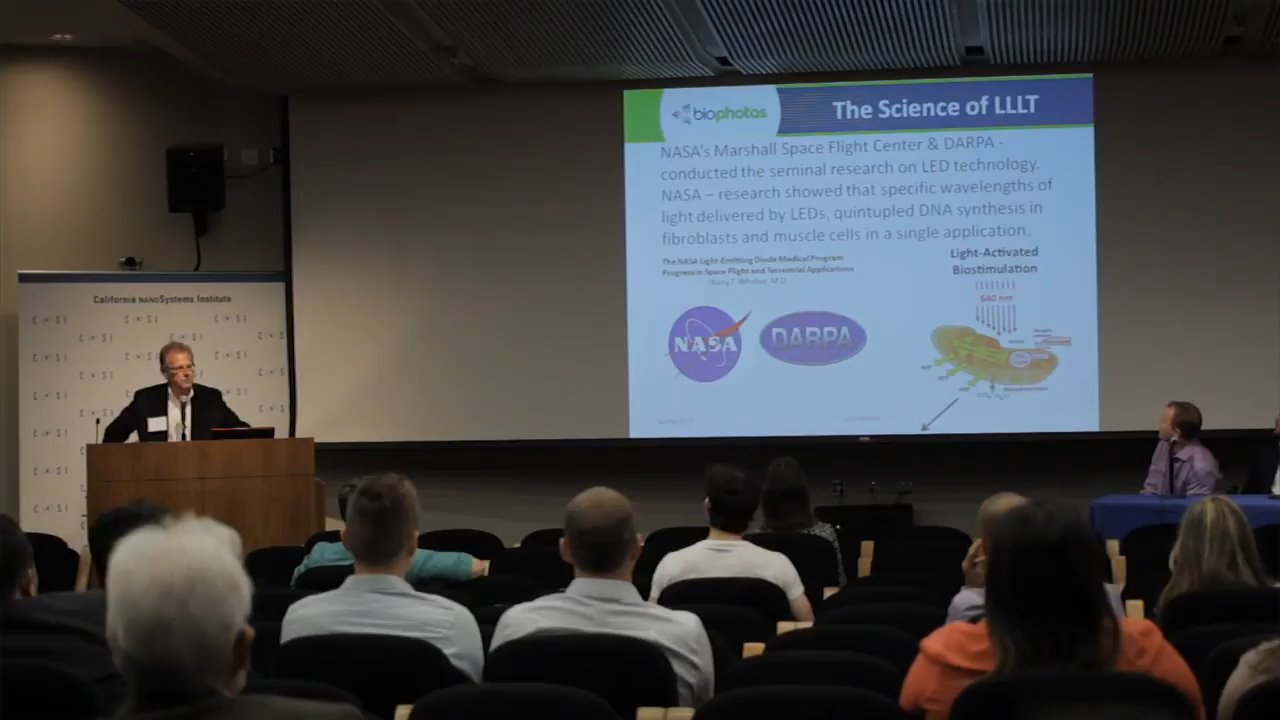 biophotas
The Science of LLLT
NASA's Marshall Space Flight Center & DARPA -
conducted the seminal research on LED technology.
NASA – research showed that specific wavelengths of
light delivered by LEDs, quintupled DNA synthesis in
fibroblasts and muscle cells in a single application.
The NASA Light-Emitting Diode Medical Program
Progress in Space Flight and Terrestrial Applications
Harry T. Whelan, M.D.
Light-Activated
Biostimulation
640 nm
NASA
DARPA
California NANOSystems Institute